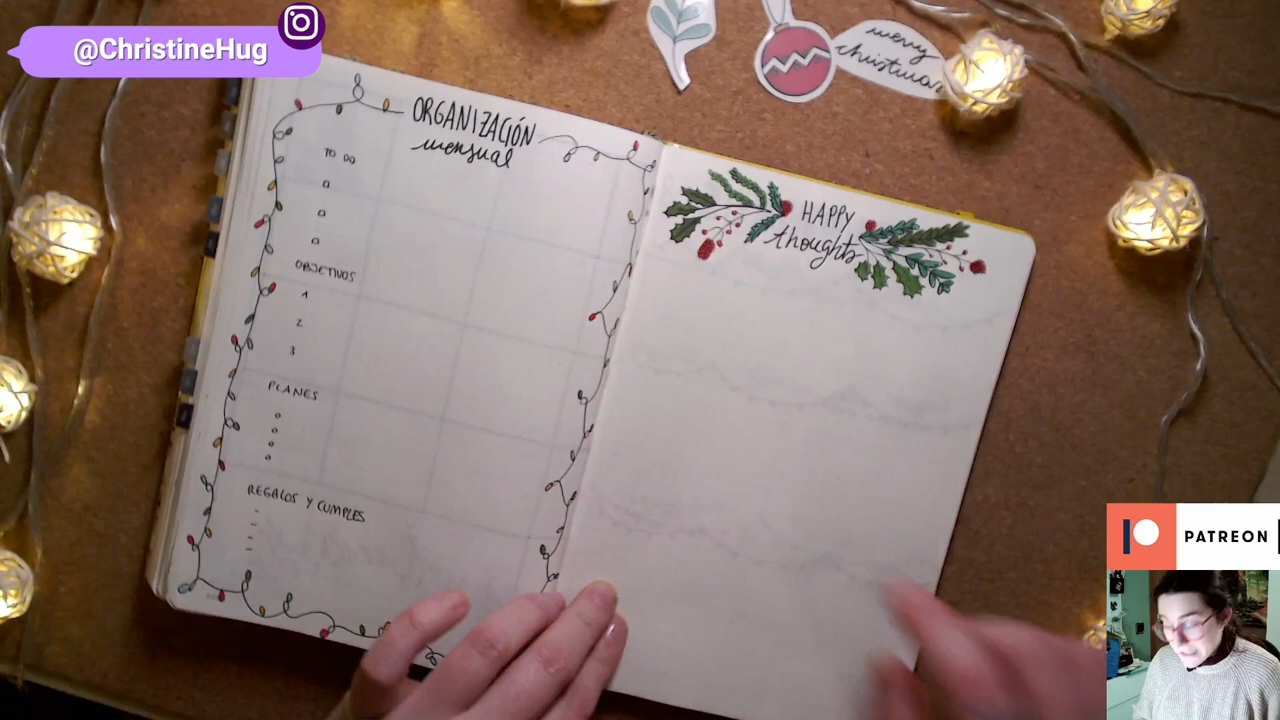 @ChristineHug
merry
christmas
ORGANIZACIÓN
mensual
TO DO
OBJETIVOS
1
2
3
PLANES
REGALOS Y CUMPLES
HAPPY
thoughts
PATREON